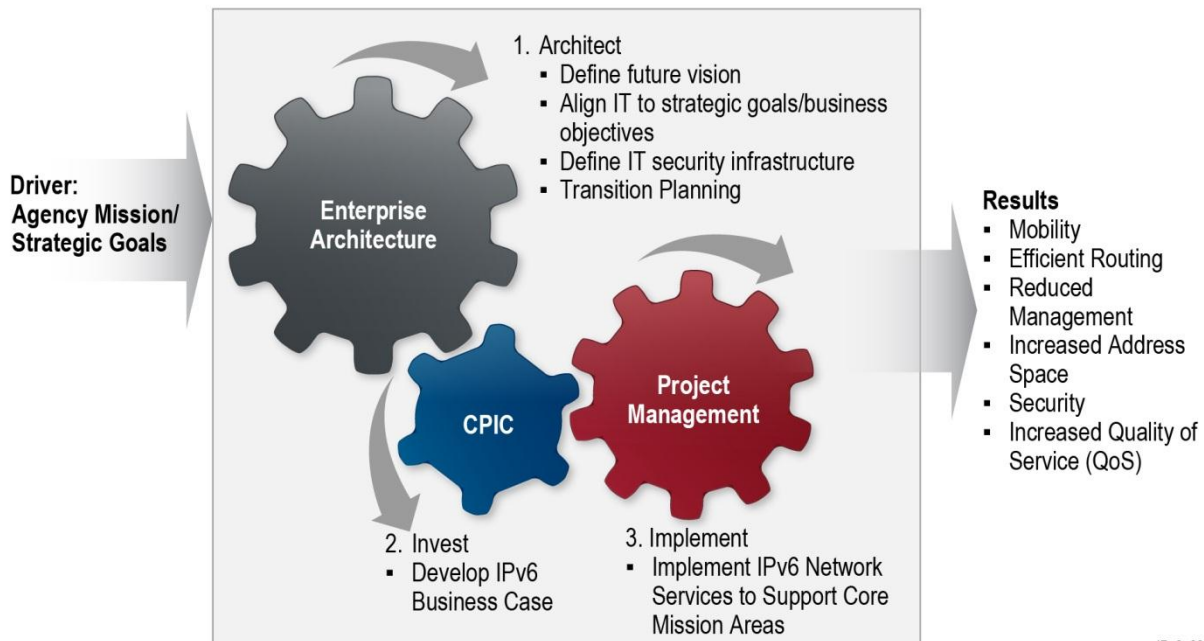 1. Architect
▪ Define future vision
▪ Align IT to strategic goals/business
objectives
▪ Define IT security infrastructure
▪ Transition Planning
Driver:
Agency Mission/
Strategic Goals
Enterprise
Architecture
CPIC
Project
Management
2. Invest
▪ Develop IPv6
Business Case
3. Implement
▪ Implement IPv6 Network
Services to Support Core
Mission Areas
Results
▪ Mobility
▪ Efficient Routing
▪ Reduced
Management
▪ Increased Address
Space
▪ Security
▪ Increased Quality of
Service (QoS)